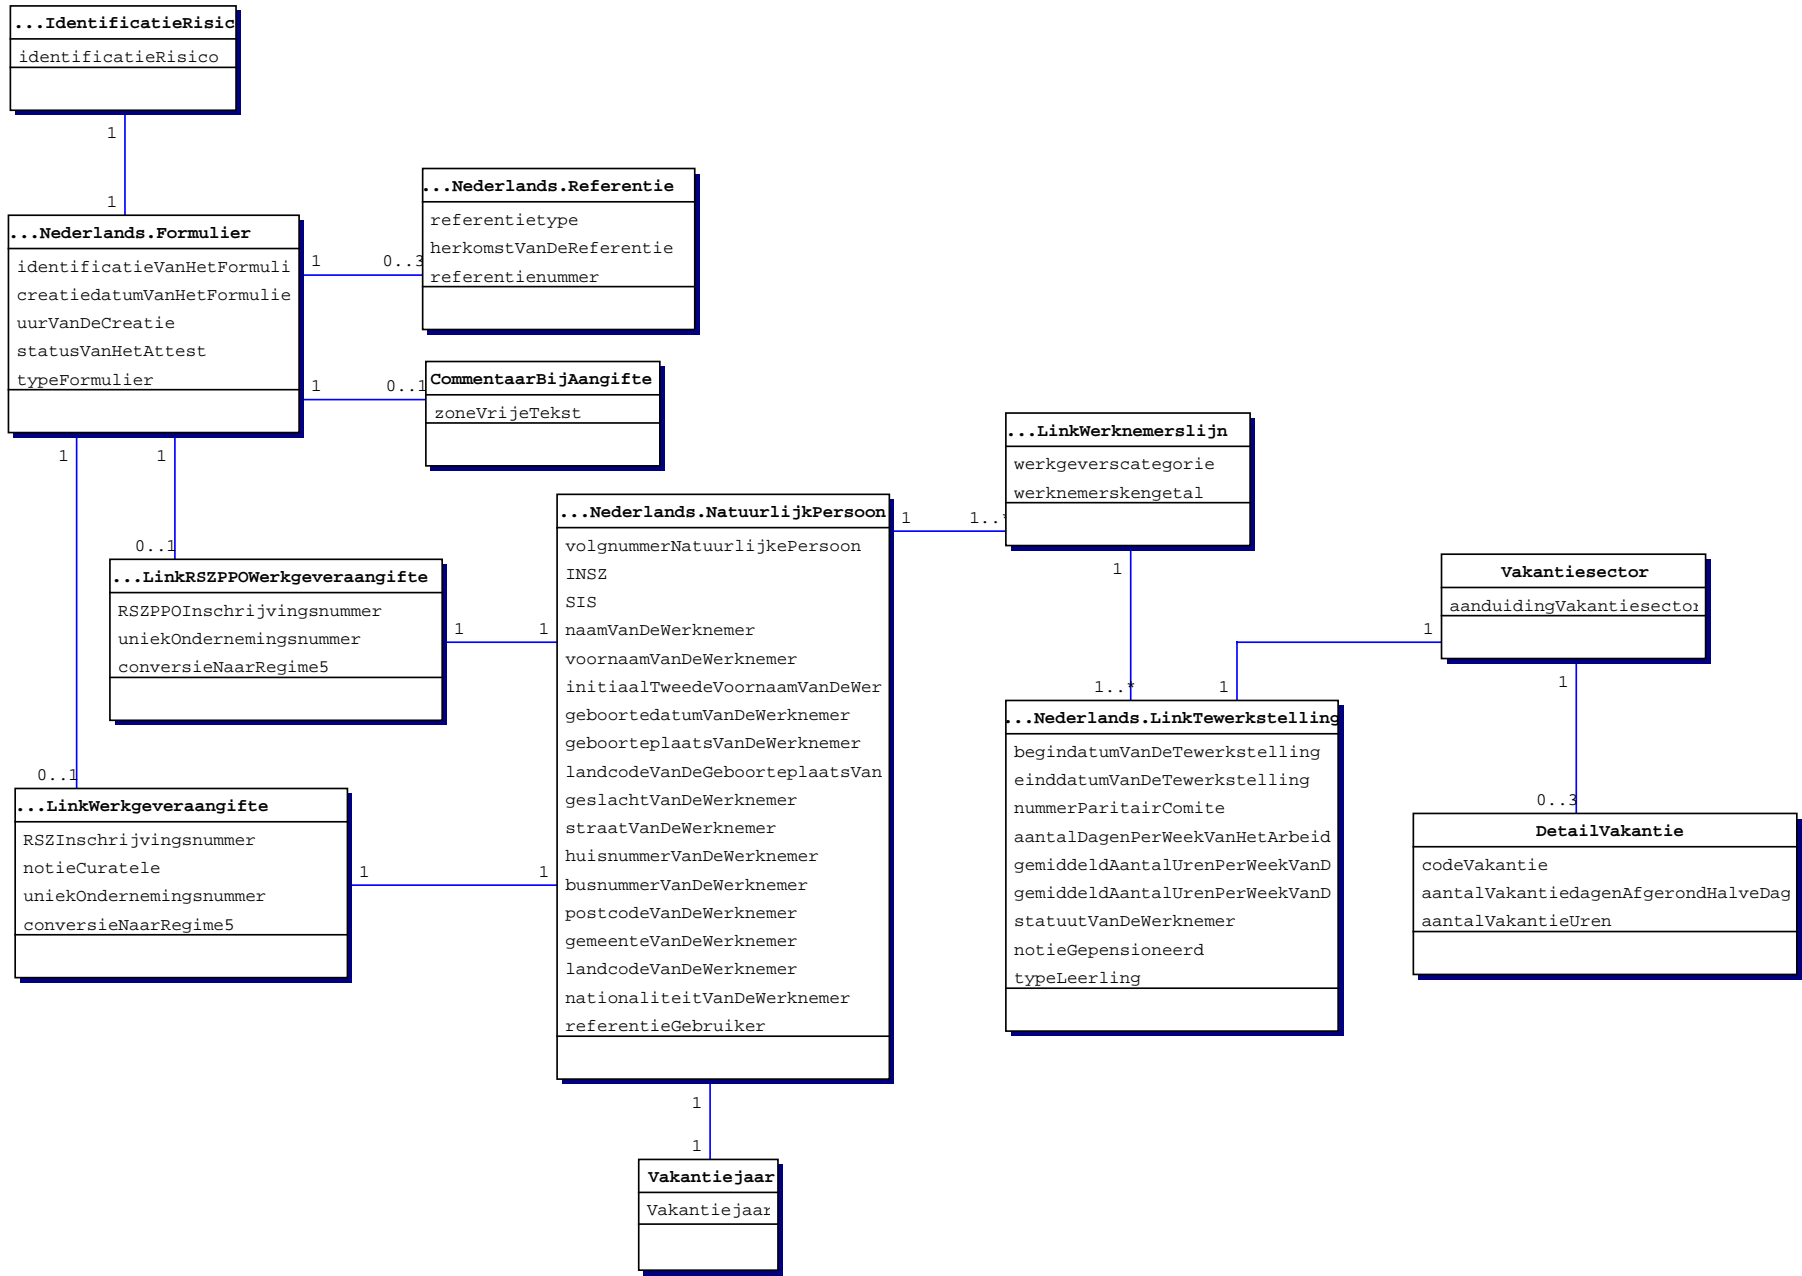 ...IdentificatieRisic
identificatieRisico
1
1
...Nederlands.Formulier
identificatieVanHetFormuli
creatiedatumVanHetFormulie
uurVanDeCreatie
statusVanHetAttest
typeFormulier
1
0..3
1
0..1
1
1
...Nederlands.Referentie
referentietype
herkomstVanDeReferentie
referentienummer
CommentaarBijAangifte
zoneVrijeTekst
0..1
...LinkRSZPPOWerkgeveraangifte
RSZPPOInschrijvingsnummer
uniekOndernemingsnummer
conversieNaarRegime5
1
1
0..1
...LinkWerkgeveraangifte
RSZInschrijvingsnummer
notieCuratele
uniekOndernemingsnummer
conversieNaarRegime5
1
1
...Nederlands.NatuurlijkPersoon
volgnummerNatuurlijkePersoon
INSZ
SIS
naamVanDeWerknemer
voornaamVanDeWerknemer
initiaalTweedeVoornaamVanDeWer
geboortedatumVanDeWerknemer
geboorteplaatsVanDeWerknemer
landcodeVanDeGeboorteplaatsVan
geslachtVanDeWerknemer
straatVanDeWerknemer
huisnummerVanDeWerknemer
busnummerVanDeWerknemer
postcodeVanDeWerknemer
gemeenteVanDeWerknemer
landcodeVanDeWerknemer
nationaliteitVanDeWerknemer
referentieGebruiker
1
1
Vakantiejaar
Vakantiejaar
1
1..*
...LinkWerknemerslijn
werkgeverscategorie
werknemerskengetal
1
1..*
1
...Nederlands.LinkTewerkstelling
begindatumVanDeTewerkstelling
einddatumVanDeTewerkstelling
nummerParitairComite
aantalDagenPerWeekVanHetArbeid
gemiddeldAantalUrenPerWeekVanD
gemiddeldAantalUrenPerWeekVanD
statuutVanDeWerknemer
notieGepensioneerd
typeLeerling
1
Vakantiesector
aanduidingVakantiesector
1
0..3
DetailVakantie
codeVakantie
aantalVakantiedagenAfgerondHalveDag
aantalVakantieUren